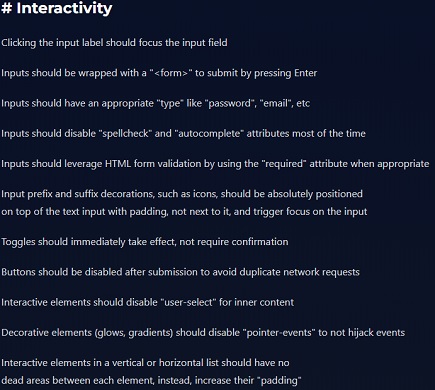 # Interactivity
Clicking the input label should focus the input field
Inputs should be wrapped with a "<form>" to submit by pressing Enter
Inputs should have an appropriate "type" like "password", "email", etc
Inputs should disable "spellcheck" and "autocomplete" attributes most of the time
Inputs should leverage HTML form validation by using the "required" attribute when appropriate
Input prefix and suffix decorations, such as icons, should be absolutely positioned
on top of the text input with padding, not next to it, and trigger focus on the input
Toggles should immediately take effect, not require confirmation
Buttons should be disabled after submission to avoid duplicate network requests
Interactive elements should disable "user-select" for inner content
Decorative elements (glows, gradients) should disable "pointer-events" to not hijack events
Interactive elements in a vertical or horizontal list should have no
dead areas between each element, instead, increase their "padding"